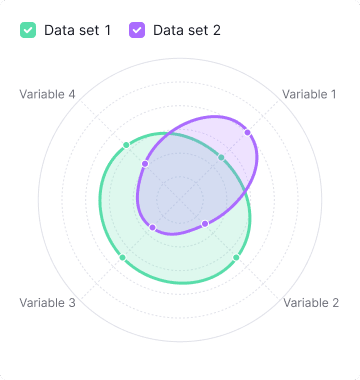 Data set 1 Data set 2
Variable 4 Variable 1
Variable 3 Variable 2